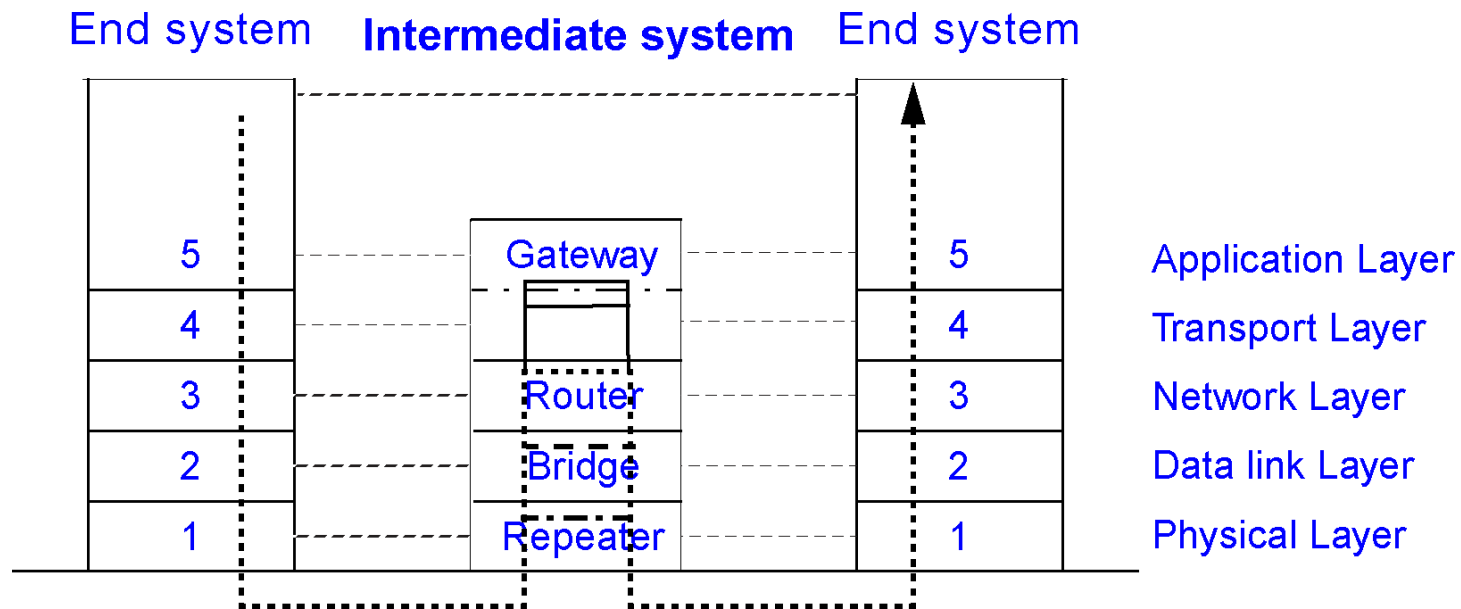 End system Intermediate system End system
5 Gateway 5 Application Layer
4 4 Transport Layer
3 Router 3 Network Layer
2 Bridge 2 Data link Layer
1 Repeater 1 Physical Layer